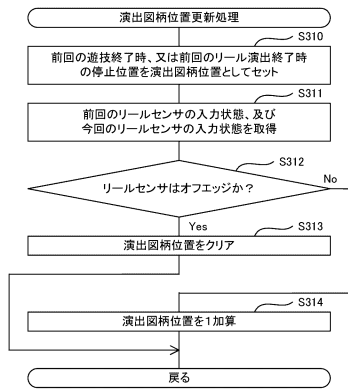 演出図柄位置更新処理
S310
前回の遊技終了時、又は前回のリール演出終了時
の停止位置を演出図柄位置としてセット
S311
前回のリールセンサの入力状態、及び
今回のリールセンサの入力状態を取得
S312
リールセンサはオフエッジか?
No
Yes
S313
演出図柄位置をクリア
S314
演出図柄位置を1加算
戻る